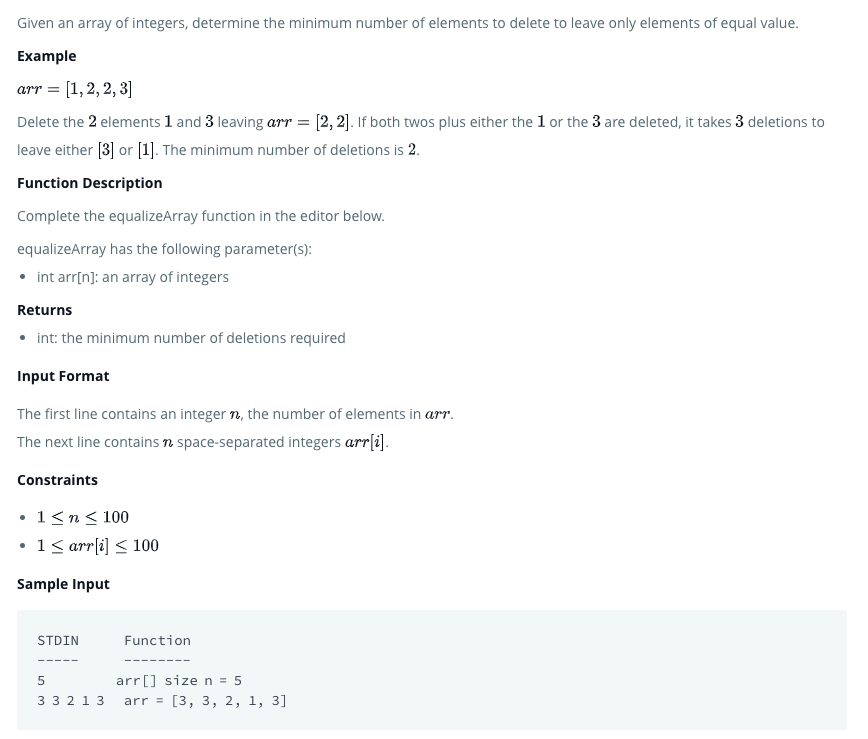 Given an array of integers, determine the minimum number of elements to delete to leave only elements of equal value.
Example
arr = [1, 2, 2, 3]
Delete the 2 elements 1 and 3 leaving arr = [2, 2]. If both twos plus either the 1 or the 3 are deleted, it takes 3 deletions to
leave either [3] or [1]. The minimum number of deletions is 2.
Function Description
Complete the equalizeArray function in the editor below.
equalizeArray has the following parameter(s):
• int arr[n]: an array of integers
Returns
• int: the minimum number of deletions required
Input Format
The first line contains an integer n, the number of elements in arr.
The next line contains n space-separated integers arr[i].
Constraints
• 1 ≤ n ≤ 100
• 1 ≤ arr[i] ≤ 100
Sample Input
STDIN Function
----- --------
5 arr[] size n = 5
3 3 2 1 3 arr = [3, 3, 2, 1, 3]